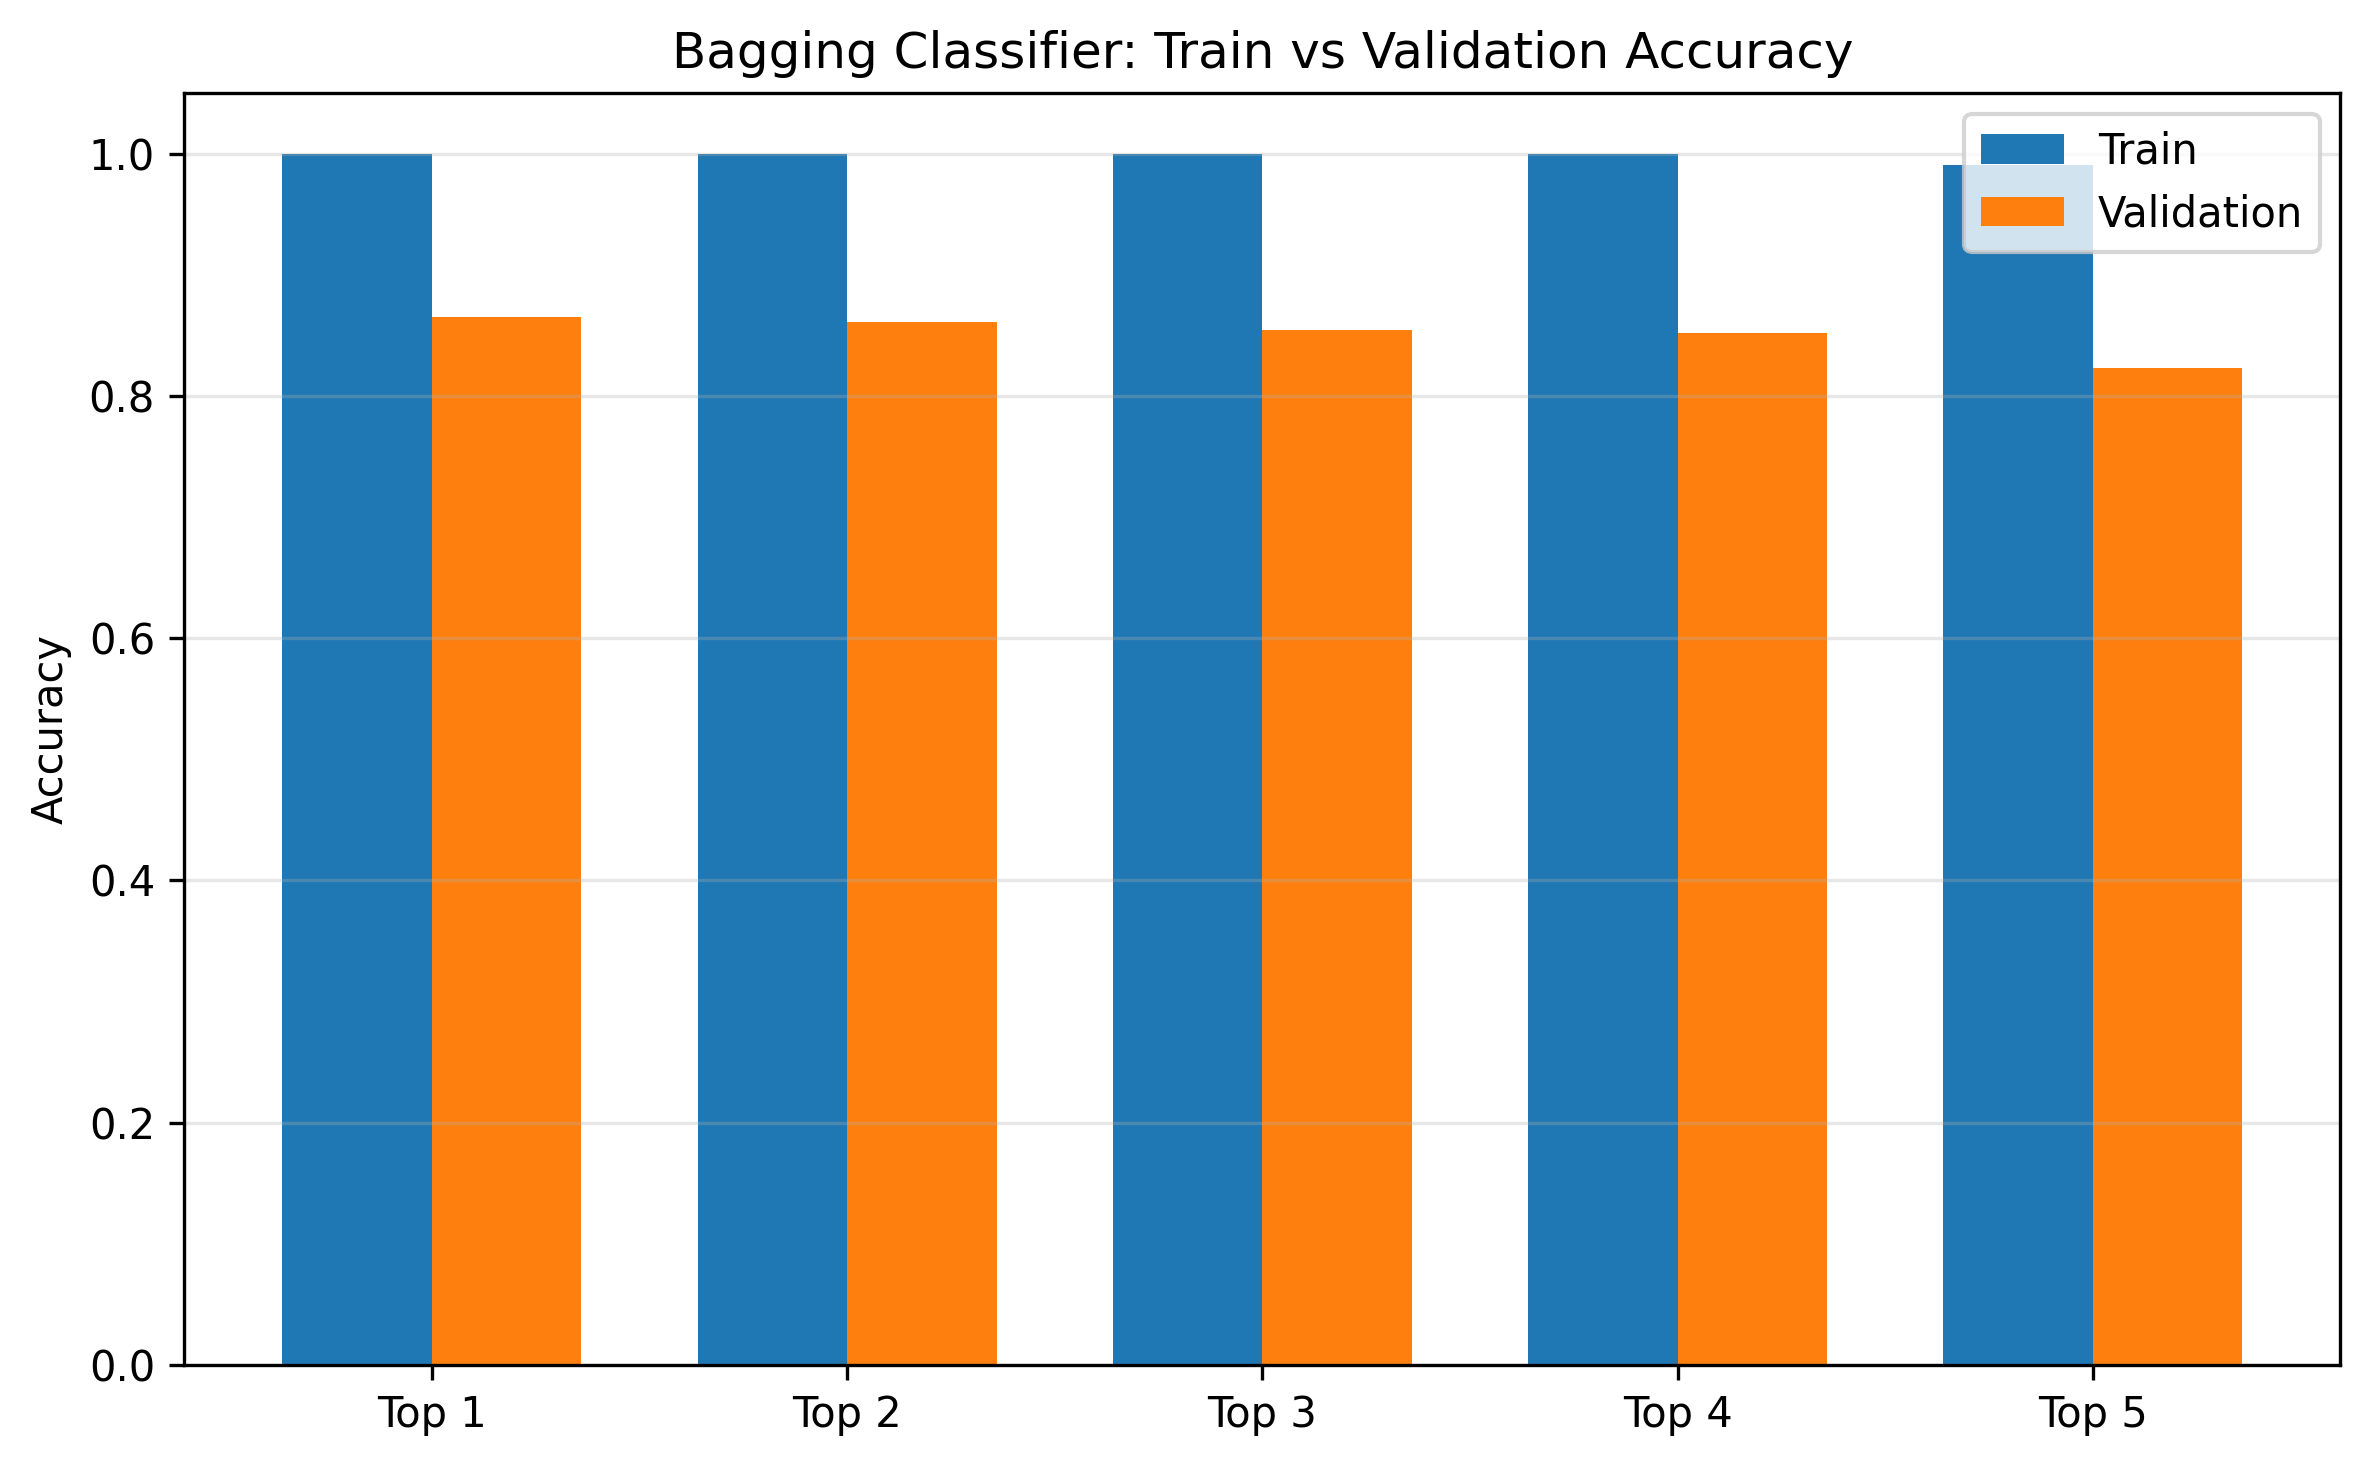 Bagging Classifier: Train vs Validation Accuracy
Train
Validation
Accuracy
1.0
0.8
0.6
0.4
0.2
0.0
Top 1 Top 2 Top 3 Top 4 Top 5